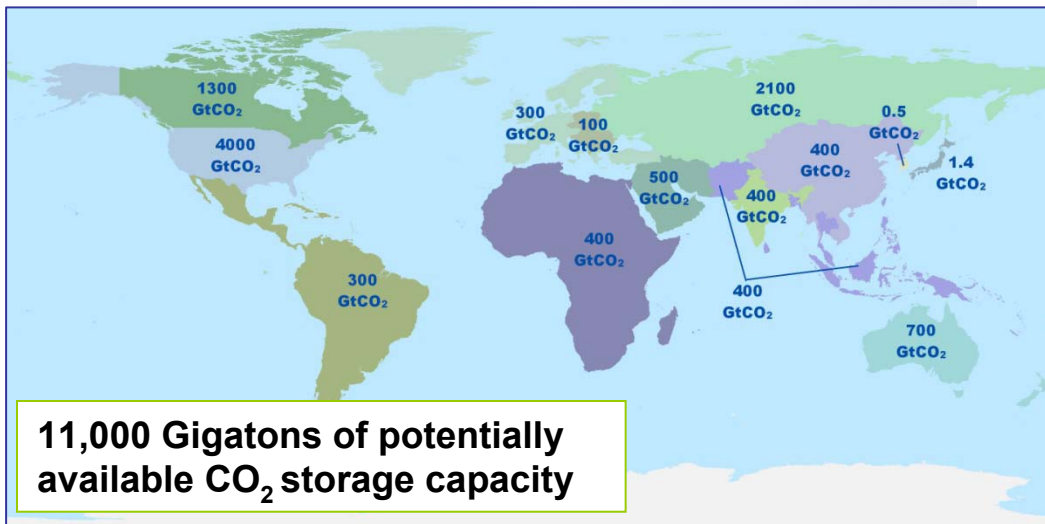 1300
GtCO₂
4000
GtCO₂
300
GtCO₂
300
GtCO₂
100
GtCO₂
2100
GtCO₂
0.5
GtCO₂
1.4
GtCO₂
400
GtCO₂
500
GtCO₂
400
GtCO₂
400
GtCO₂
400
GtCO₂
700
GtCO₂
11,000 Gigatons of potentially
available CO₂ storage capacity